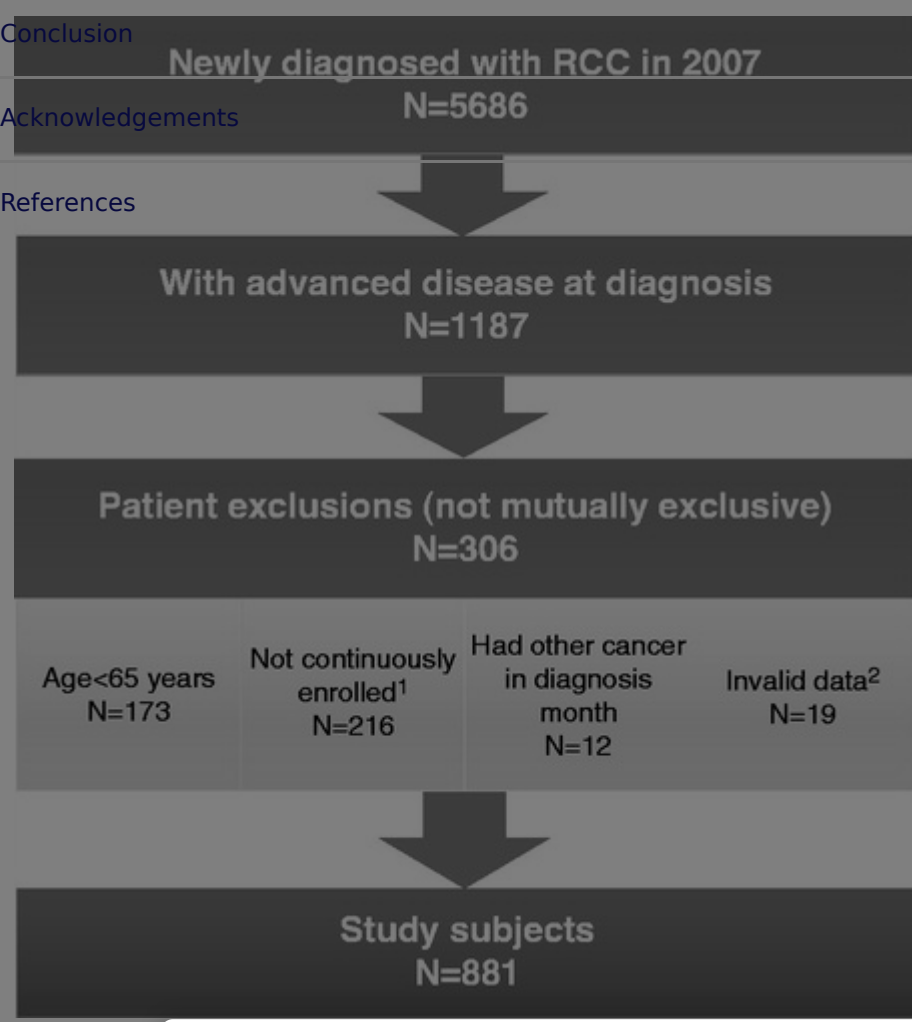 Conclusion
Newly diagnosed with RCC in 2007
N=5686
Acknowledgements
References
With advanced disease at diagnosis
N=1187
Patient exclusions (not mutually exclusive)
N=306
Age<65 years
N=173
Not continuously
enrolled1
N=216
Had other cancer
in diagnosis
month
N=12
Invalid data2
N=19
Study subjects
N=881